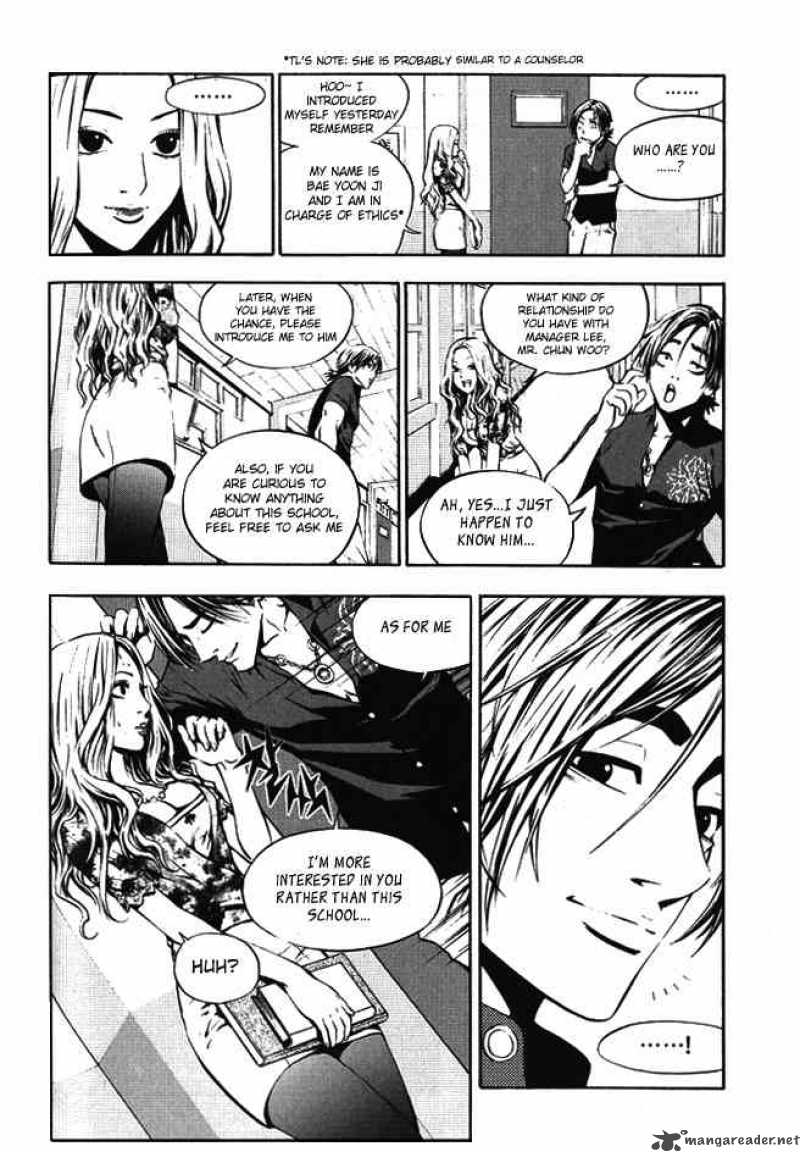 *TL'S NOTE: SHE IS PROBABLY SIMILAR TO A COUNSELOR
......
WHO ARE YOU
......?
HOO~ I
INTRODUCED
MYSELF YESTERDAY
REMEMBER
MY NAME IS
BAE YOON JI
AND I AM IN
CHARGE OF ETHICS*
......
WHAT KIND OF
RELATIONSHIP DO
YOU HAVE WITH
MANAGER LEE,
MR. CHUN WOO?
AH, YES...I JUST
HAPPEN TO
KNOW HIM...
LATER, WHEN
YOU HAVE THE
CHANCE, PLEASE
INTRODUCE ME TO HIM
ALSO, IF YOU
ARE CURIOUS TO
KNOW ANYTHING
ABOUT THIS SCHOOL,
FEEL FREE TO ASK ME
......!
AS FOR ME
I'M MORE
INTERESTED IN YOU
RATHER THAN THIS
SCHOOL...
HUH?
mangareader.net